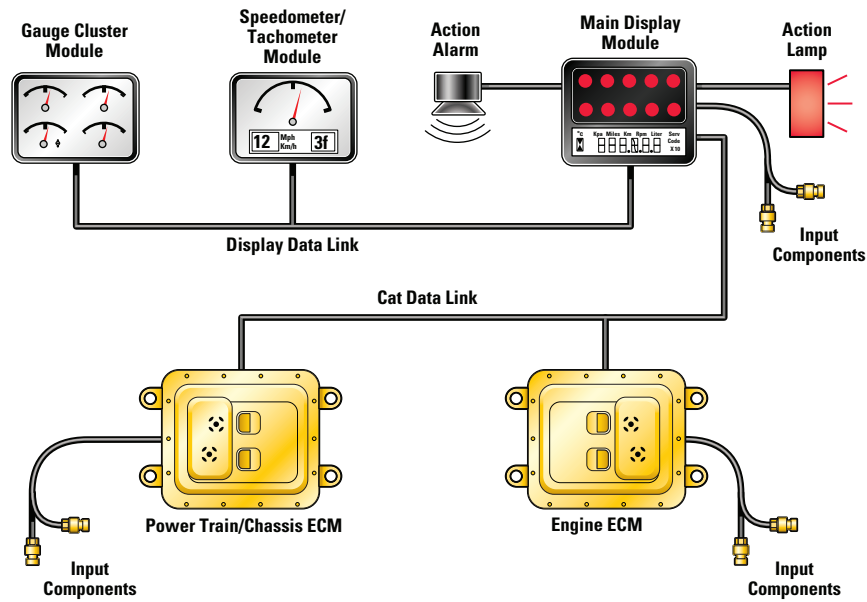 Gauge Cluster
Module
Speedometer/
Tachometer
Module
Action
Alarm
Main Display
Module
Action
Lamp
12
Mph
Km/h
3f
°C
Kpa Miles Km Rpm Liter
Serv
Code
X10
Display Data Link
Input
Components
Cat Data Link
Power Train/Chassis ECM
Engine ECM
Input
Components
Input
Components